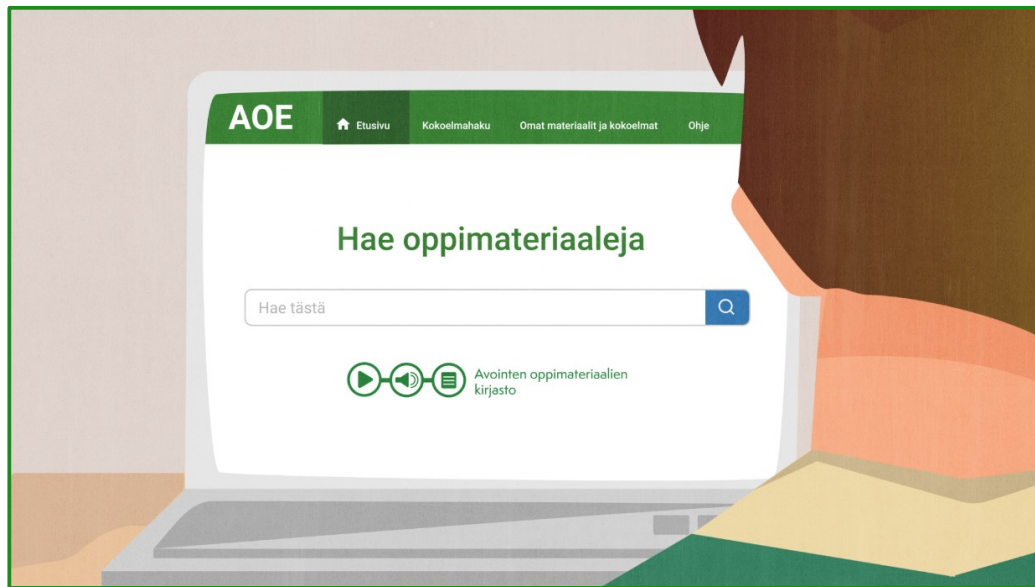 AOE
Etusivu
Kokoelmahaku
Omat materiaalit ja kokoelmat
Ohje
Hae oppimateriaaleja
Hae tästä
Avointen oppimateriaalien
kirjasto